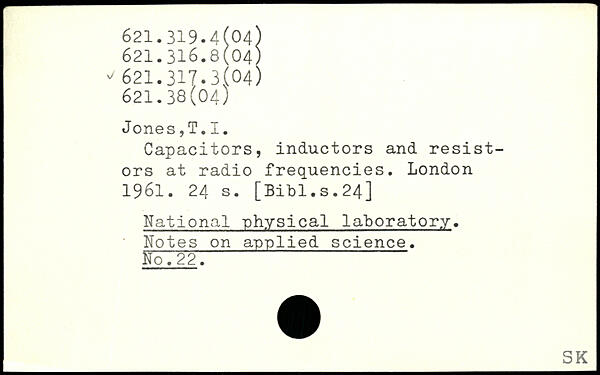 621.319.4(04)
621.316.8(04)
✓ 621.317.3(04)
621.38(04)
Jones,T.I.
Capacitors, inductors and resist-
ors at radio frequencies. London
1961. 24 s. [Bibl.s.24]
National physical laboratory.
Notes on applied science.
No.22.
SK